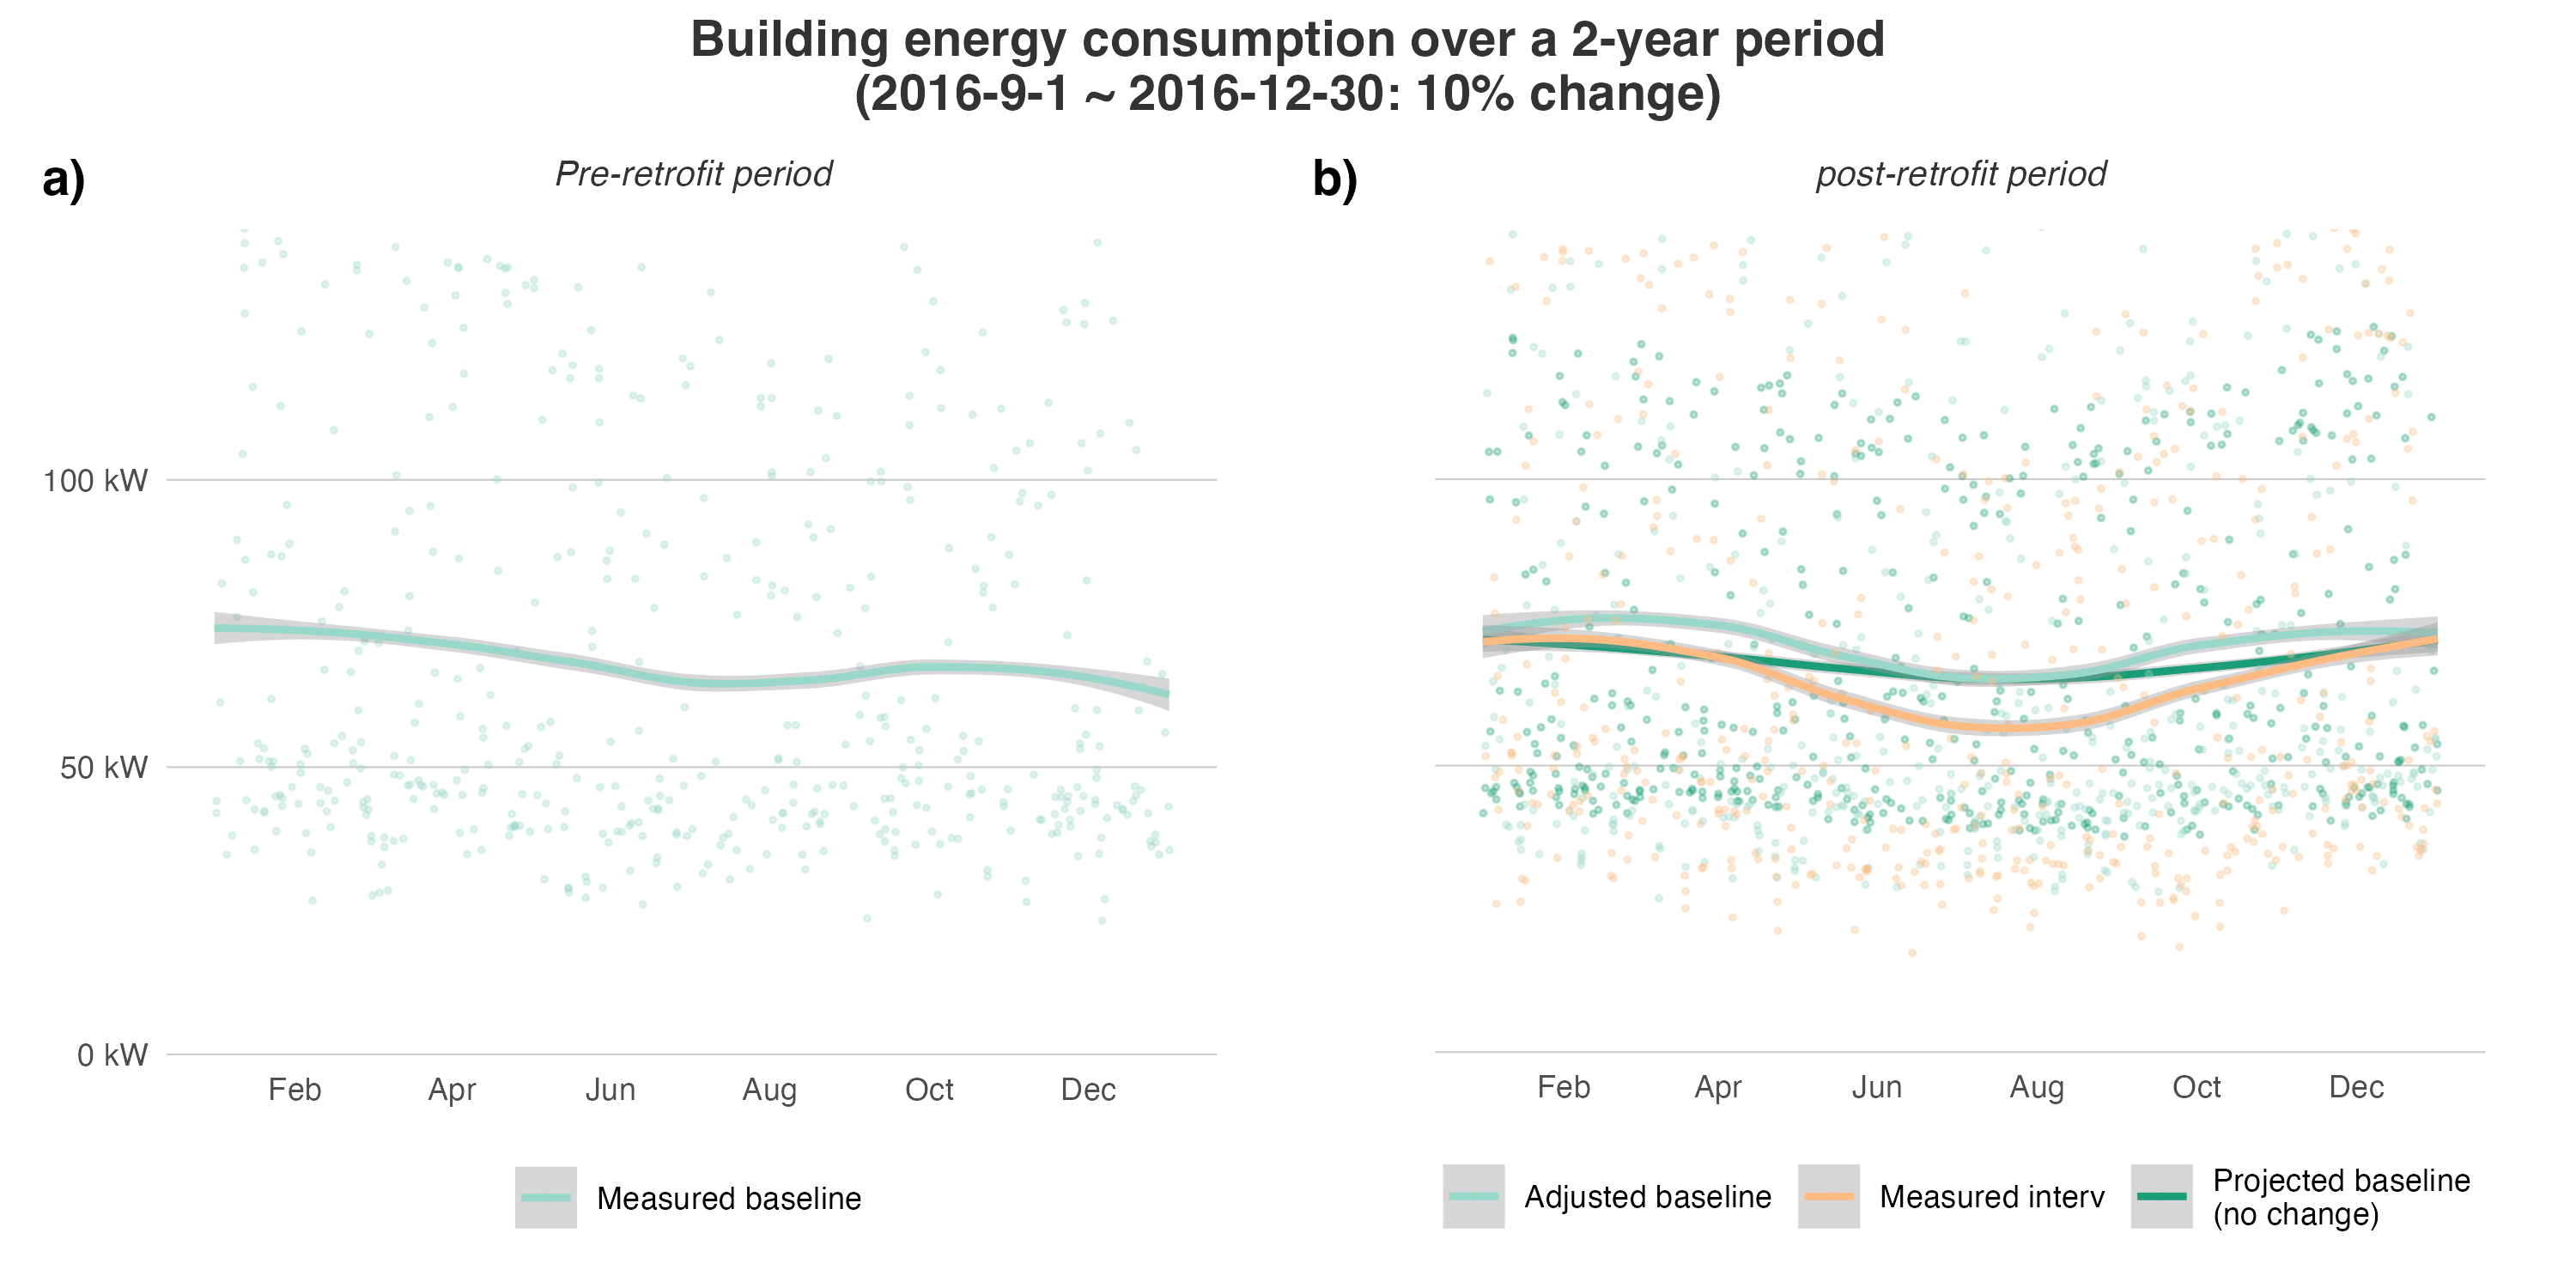 Building energy consumption over a 2-year period
(2016-9-1 ~ 2016-12-30: 10% change)
a)
Pre-retrofit period
100 kW
50 kW
0 kW
Feb Apr Jun Aug Oct Dec
Measured baseline
b)
post-retrofit period
Feb Apr Jun Aug Oct Dec
Adjusted baseline
Measured interv
Projected baseline
(no change)